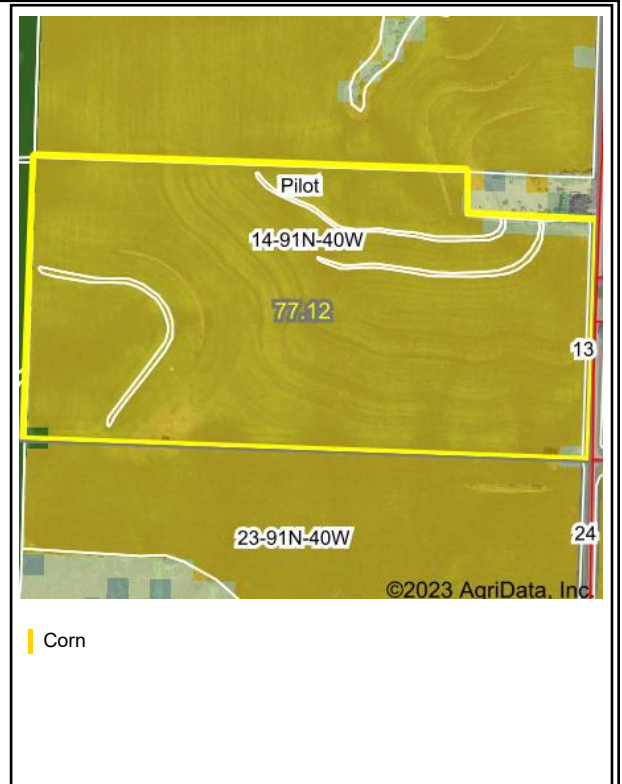 Pilot
14-91N-40W
77.12
13
23-91N-40W
24
©2023 AgriData, Inc.
Corn